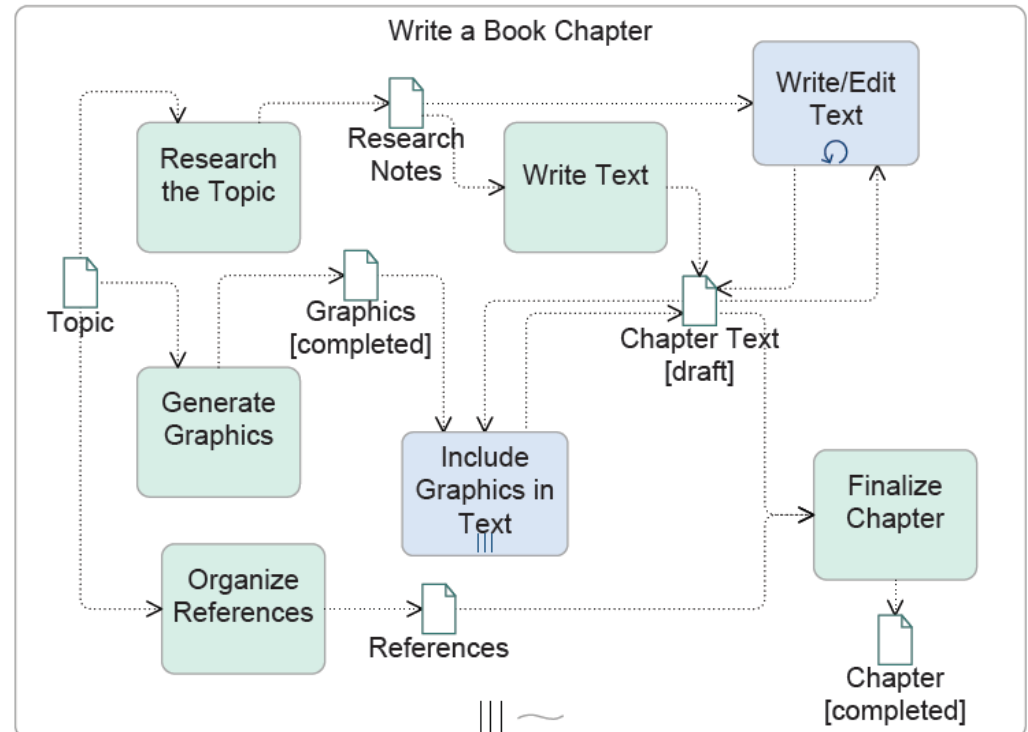 Write a Book Chapter
Write/Edit
Text
Research
Notes
Research
the Topic
Write Text
Topic
Graphics
[completed]
Chapter Text
[draft]
Generate
Graphics
Include
Graphics in
Text
Finalize
Chapter
Organize
References
References
Chapter
[completed]